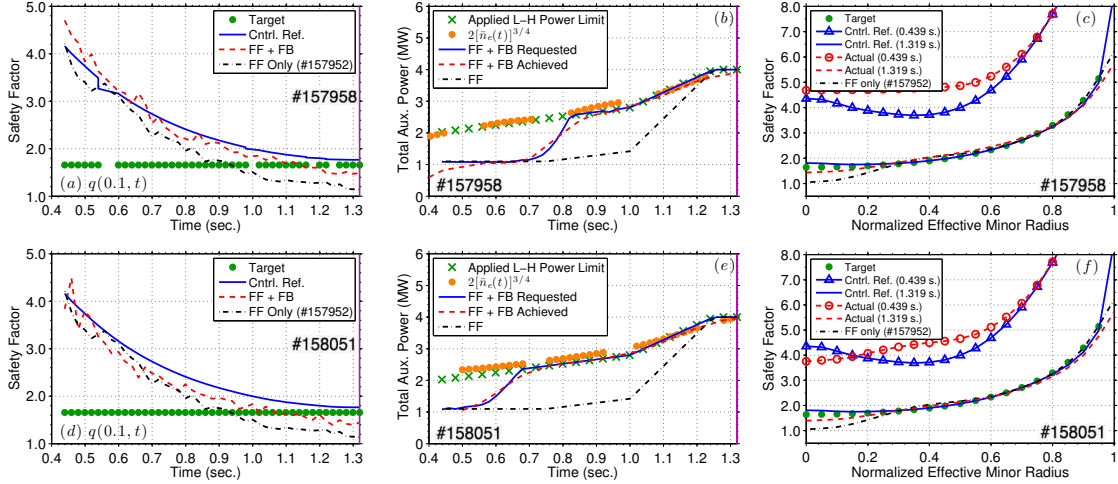 5.0
4.0
3.0
2.0
1.0
Safety Factor
Target
Cntrl. Ref.
FF + FB
FF Only (#157952)
#157958
(a) q(0.1, t)
0.4 0.5 0.6 0.7 0.8 0.9 1.0 1.1 1.2 1.3
Time (sec.)
6
5
4
3
2
1
0
Total Aux. Power (MW)
Applied L−H Power Limit
2[n̄e(t)]^3/4
FF + FB Requested
FF + FB Achieved
FF
(b)
#157958
0.4 0.5 0.6 0.7 0.8 0.9 1.0 1.1 1.2 1.3
Time (sec.)
8.0
7.0
6.0
5.0
4.0
3.0
2.0
1.0
Safety Factor
Target
Cntrl. Ref. (0.439 s.)
Cntrl. Ref. (1.319 s.)
Actual (0.439 s.)
Actual (1.319 s.)
FF only (#157952)
(c)
#157958
0 0.2 0.4 0.6 0.8 1
Normalized Effective Minor Radius
5.0
4.0
3.0
2.0
1.0
Safety Factor
Target
Cntrl. Ref.
FF + FB
FF Only (#157952)
#158051
(d) q(0.1, t)
0.4 0.5 0.6 0.7 0.8 0.9 1.0 1.1 1.2 1.3
Time (sec.)
6
5
4
3
2
1
0
Total Aux. Power (MW)
Applied L−H Power Limit
2[n̄e(t)]^3/4
FF + FB Requested
FF + FB Achieved
FF
(e)
#158051
0.4 0.5 0.6 0.7 0.8 0.9 1.0 1.1 1.2 1.3
Time (sec.)
8.0
7.0
6.0
5.0
4.0
3.0
2.0
1.0
Safety Factor
Target
Cntrl. Ref. (0.439 s.)
Cntrl. Ref. (1.319 s.)
Actual (0.439 s.)
Actual (1.319 s.)
FF only (#157952)
(f)
#158051
0 0.2 0.4 0.6 0.8 1
Normalized Effective Minor Radius